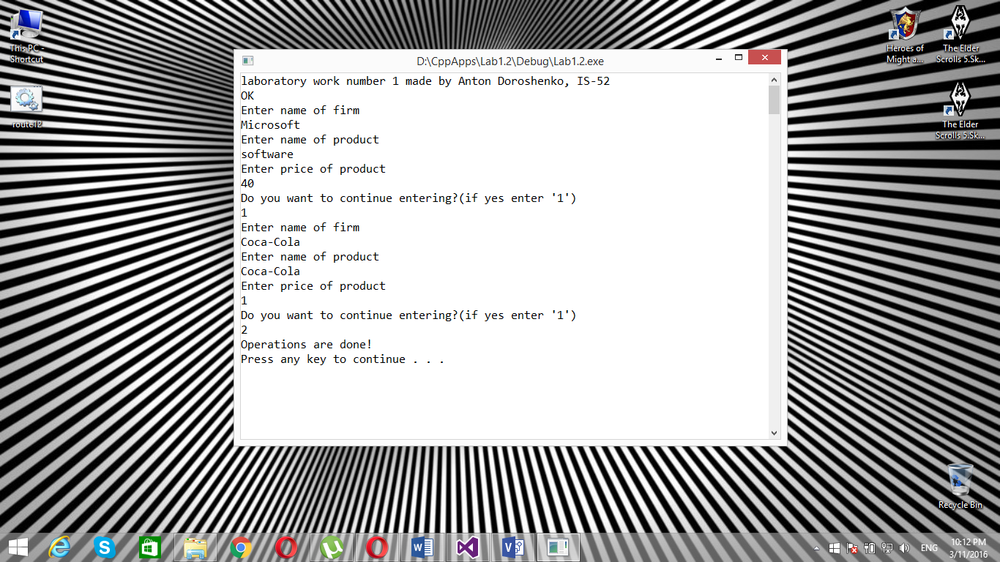 This PC -
Shortcut
route12
Heroes of
Might a...
The Elder
Scrolls 5.Sk...
The Elder
Scrolls 5.Sk...
D:\CppApps\Lab1.2\Debug\Lab1.2.exe
laboratory work number 1 made by Anton Doroshenko, IS-52
OK
Enter name of firm
Microsoft
Enter name of product
software
Enter price of product
40
Do you want to continue entering?(if yes enter '1')
1
Enter name of firm
Coca-Cola
Enter name of product
Coca-Cola
Enter price of product
1
Do you want to continue entering?(if yes enter '1')
2
Operations are done!
Press any key to continue . . .
Recycle Bin
ENG
10:12 PM
3/11/2016